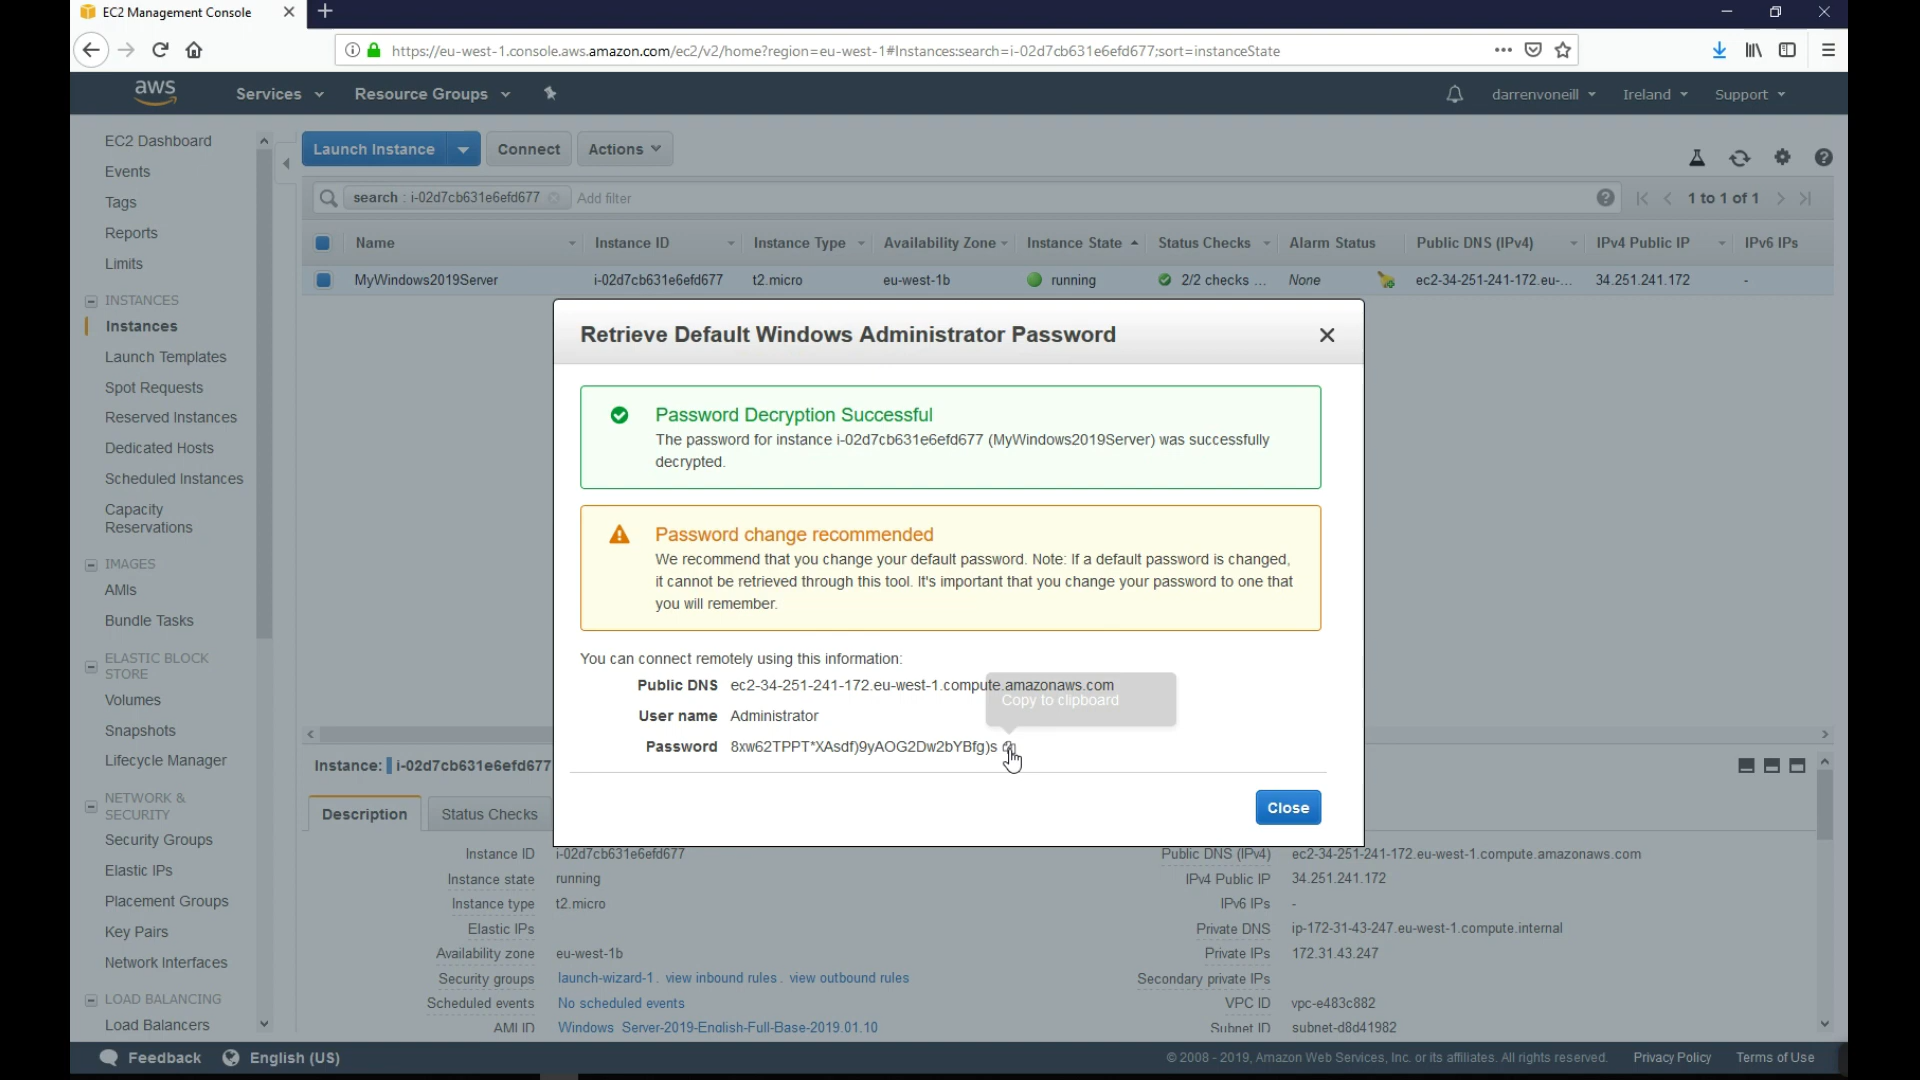 EC2 Management Console
https://eu-west-1.console.aws.amazon.com/ec2/v2/home?region=eu-west-1#Instances:search=i-02d7cb631e6efd677;sort=instanceState
aws Services Resource Groups darrenvoneill Ireland Support
EC2 Dashboard
Events
Tags
Reports
Limits
INSTANCES
Instances
Launch Templates
Spot Requests
Reserved Instances
Dedicated Hosts
Scheduled Instances
Capacity
Reservations
IMAGES
AMIs
Bundle Tasks
ELASTIC BLOCK
STORE
Volumes
Snapshots
Lifecycle Manager
NETWORK &
SECURITY
Security Groups
Elastic IPs
Placement Groups
Key Pairs
Network Interfaces
LOAD BALANCING
Load Balancers
Launch Instance Connect Actions
search : i-02d7cb631e6efd677 Add filter 1 to 1 of 1
Name Instance ID Instance Type Availability Zone Instance State Status Checks Alarm Status Public DNS (IPv4) IPv4 Public IP IPv6 IPs
MyWindows2019Server i-02d7cb631e6efd677 t2.micro eu-west-1b running 2/2 checks ... None ec2-34-251-241-172.eu-... 34.251.241.172 -
Retrieve Default Windows Administrator Password
Password Decryption Successful
The password for instance i-02d7cb631e6efd677 (MyWindows2019Server) was successfully
decrypted.
Password change recommended
We recommend that you change your default password. Note: If a default password is changed,
it cannot be retrieved through this tool. It's important that you change your password to one that
you will remember.
You can connect remotely using this information:
Public DNS ec2-34-251-241-172.eu-west-1.compute.amazonaws.com
Copy to clipboard
User name Administrator
Password 8xw62TPPT*XAsdf)9yAOG2Dw2bYBfg)s
Close
Instance: i-02d7cb631e6efd677
Description Status Checks
Instance ID i-02d7cb631e6efd677
Instance state running
Instance type t2.micro
Elastic IPs
Availability zone eu-west-1b
Security groups launch-wizard-1. view inbound rules. view outbound rules
Scheduled events No scheduled events
AMI ID Windows_Server-2019-English-Full-Base-2019.01.10
Public DNS (IPv4) ec2-34-251-241-172.eu-west-1.compute.amazonaws.com
IPv4 Public IP 34.251.241.172
IPv6 IPs -
Private DNS ip-172-31-43-247.eu-west-1.compute.internal
Private IPs 172.31.43.247
Secondary private IPs
VPC ID vpc-e483c882
Subnet ID subnet-d8d41982
Feedback English (US) © 2008 - 2019, Amazon Web Services, Inc. or its affiliates. All rights reserved. Privacy Policy Terms of Use